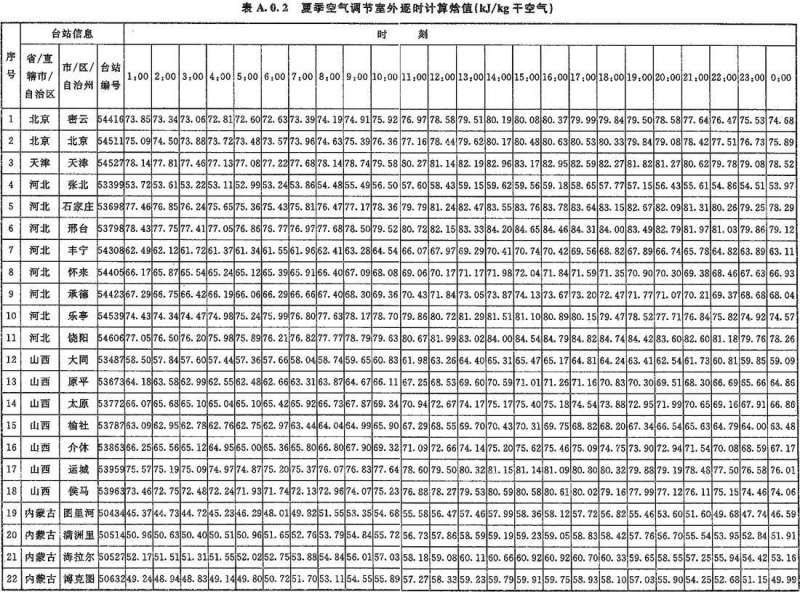 表 A.0.2 夏季空气调节室外逐时计算焓值(kJ/kg 干空气)
序号 台站信息 时 刻
省/直辖市/自治区 市/区/自治州 台站编号 1:00 2:00 3:00 4:00 5:00 6:00 7:00 8:00 9:00 10:00 11:00 12:00 13:00 14:00 15:00 16:00 17:00 18:00 19:00 20:00 21:00 22:00 23:00 0:00
1 北京 密云 54416 73.85 73.34 73.06 72.81 72.60 72.63 73.39 74.19 74.91 75.92 76.97 78.58 79.51 80.19 80.08 80.37 79.99 79.84 79.50 78.58 77.64 76.47 75.53 74.68
2 北京 北京 54511 75.09 74.50 73.88 73.72 73.48 73.57 73.96 74.63 75.39 76.36 77.16 78.44 79.62 80.17 80.48 80.63 80.53 80.33 79.84 79.08 78.42 77.51 76.73 75.89
3 天津 天津 54527 78.14 77.81 77.46 77.13 77.08 77.22 77.68 78.14 78.74 79.58 80.27 81.14 82.19 82.96 83.17 82.95 82.59 82.27 81.82 81.27 80.62 79.78 79.08 78.52
4 河北 张北 53399 53.72 53.61 53.22 53.11 52.99 53.24 53.86 54.48 55.49 56.50 57.60 58.43 59.15 59.62 59.56 59.18 58.65 57.77 57.15 56.43 55.61 54.86 54.51 53.97
5 河北 石家庄 53698 77.46 76.85 76.24 75.65 75.36 75.43 75.81 76.47 77.17 78.36 79.79 81.24 82.47 83.55 83.76 83.78 83.64 83.15 82.67 82.09 81.31 80.26 79.25 78.29
6 河北 邢台 53798 78.43 77.75 77.41 77.05 76.86 76.77 76.97 77.68 78.50 79.52 80.72 82.15 83.33 84.20 84.65 84.46 84.31 84.00 83.49 82.79 81.97 81.03 79.86 79.12
7 河北 丰宁 54308 62.49 62.12 61.72 61.37 61.34 61.55 61.96 62.41 63.28 64.54 66.07 67.97 69.29 70.41 70.74 70.42 69.56 68.82 67.89 66.74 65.78 64.82 63.89 63.11
8 河北 怀来 54405 66.17 65.87 65.54 65.24 65.12 65.39 65.91 66.40 67.09 68.08 69.06 70.17 71.17 71.98 72.04 71.84 71.59 71.35 70.90 70.30 69.38 68.46 67.63 66.93
9 河北 承德 54423 67.29 66.75 66.42 66.19 66.06 66.29 66.66 67.40 68.30 69.36 70.43 71.84 73.05 73.87 74.13 73.67 73.20 72.47 71.77 71.07 70.21 69.37 68.68 68.04
10 河北 乐亭 54539 74.43 74.34 74.47 74.98 75.24 75.99 76.80 77.63 78.17 78.70 79.86 80.72 81.29 81.51 81.10 80.89 80.15 79.47 78.52 77.71 76.84 75.82 74.92 74.57
11 河北 饶阳 54606 77.05 76.50 76.20 75.98 75.89 76.21 76.82 77.77 78.79 79.63 80.67 81.99 83.02 84.00 84.54 84.79 84.82 84.74 84.42 83.60 82.60 81.18 79.76 78.26
12 山西 大同 53487 58.50 57.84 57.60 57.44 57.36 57.66 58.04 58.74 59.65 60.83 61.98 63.26 64.40 65.31 65.47 65.17 64.81 64.24 63.41 62.54 61.73 60.81 59.85 59.09
13 山西 原平 53673 64.18 63.58 62.99 62.55 62.48 62.66 63.31 63.87 64.67 66.11 67.25 68.53 69.60 70.59 71.01 71.26 71.16 70.83 70.30 69.51 68.30 66.69 65.66 64.86
14 山西 太原 53772 66.07 65.68 65.10 65.04 65.10 65.42 65.92 66.73 67.87 69.34 70.94 72.67 74.17 75.17 75.40 75.18 74.54 73.88 72.95 71.99 70.65 69.16 67.91 66.86
15 山西 榆社 53787 63.09 62.95 62.78 62.76 62.75 62.97 63.44 64.04 64.99 65.90 67.29 68.55 69.70 70.43 70.31 69.75 68.82 68.20 67.34 66.54 65.63 64.79 64.00 63.48
16 山西 介休 53863 66.25 65.56 65.12 64.95 65.00 65.36 65.80 66.80 67.90 69.32 71.09 72.66 74.14 75.20 75.62 75.46 75.09 74.75 73.90 72.94 71.54 70.08 68.59 67.17
17 山西 运城 53959 75.57 75.19 75.09 74.97 74.87 75.20 75.37 76.07 76.83 77.64 78.60 79.50 80.32 81.15 81.14 81.09 80.80 80.32 79.88 79.19 78.48 77.50 76.58 76.01
18 山西 侯马 53963 73.46 72.75 72.48 72.24 71.93 71.74 72.13 72.96 74.07 75.23 76.88 78.27 79.53 80.59 80.58 80.61 80.02 79.16 77.99 77.12 76.11 75.15 74.46 74.06
19 内蒙古 图里河 50434 45.37 44.73 44.72 45.23 46.29 48.01 49.82 51.55 53.35 54.68 55.58 56.47 57.19 58.08 58.36 58.12 57.56 56.82 55.46 53.60 51.60 49.68 47.74 46.59
20 内蒙古 满洲里 50514 50.96 50.63 50.40 50.51 50.96 51.65 52.76 53.79 54.84 55.72 56.73 57.86 58.59 59.19 59.23 59.05 58.83 58.42 57.76 56.70 55.54 53.95 52.84 51.91
21 内蒙古 海拉尔 50527 52.17 51.51 51.31 51.55 52.02 52.75 53.88 54.84 56.01 57.03 58.18 59.08 60.11 60.66 60.92 60.92 60.70 60.33 59.65 58.55 57.25 55.94 54.42 53.16
22 内蒙古 博克图 50632 49.24 48.94 48.83 49.14 49.80 50.72 51.70 53.11 54.55 55.89 57.27 58.33 59.23 59.79 59.91 59.75 58.93 58.10 57.03 55.90 54.25 52.68 51.15 49.99